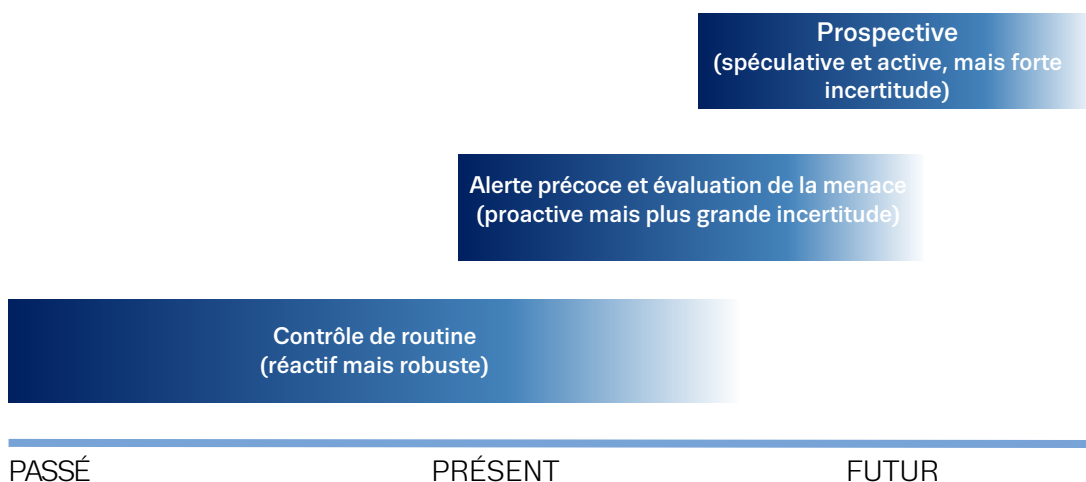 Prospective
(spéculative et active, mais forte
incertitude)
Alerte précoce et évaluation de la menace
(proactive mais plus grande incertitude)
Contrôle de routine
(réactif mais robuste)
PASSÉ
PRÉSENT
FUTUR